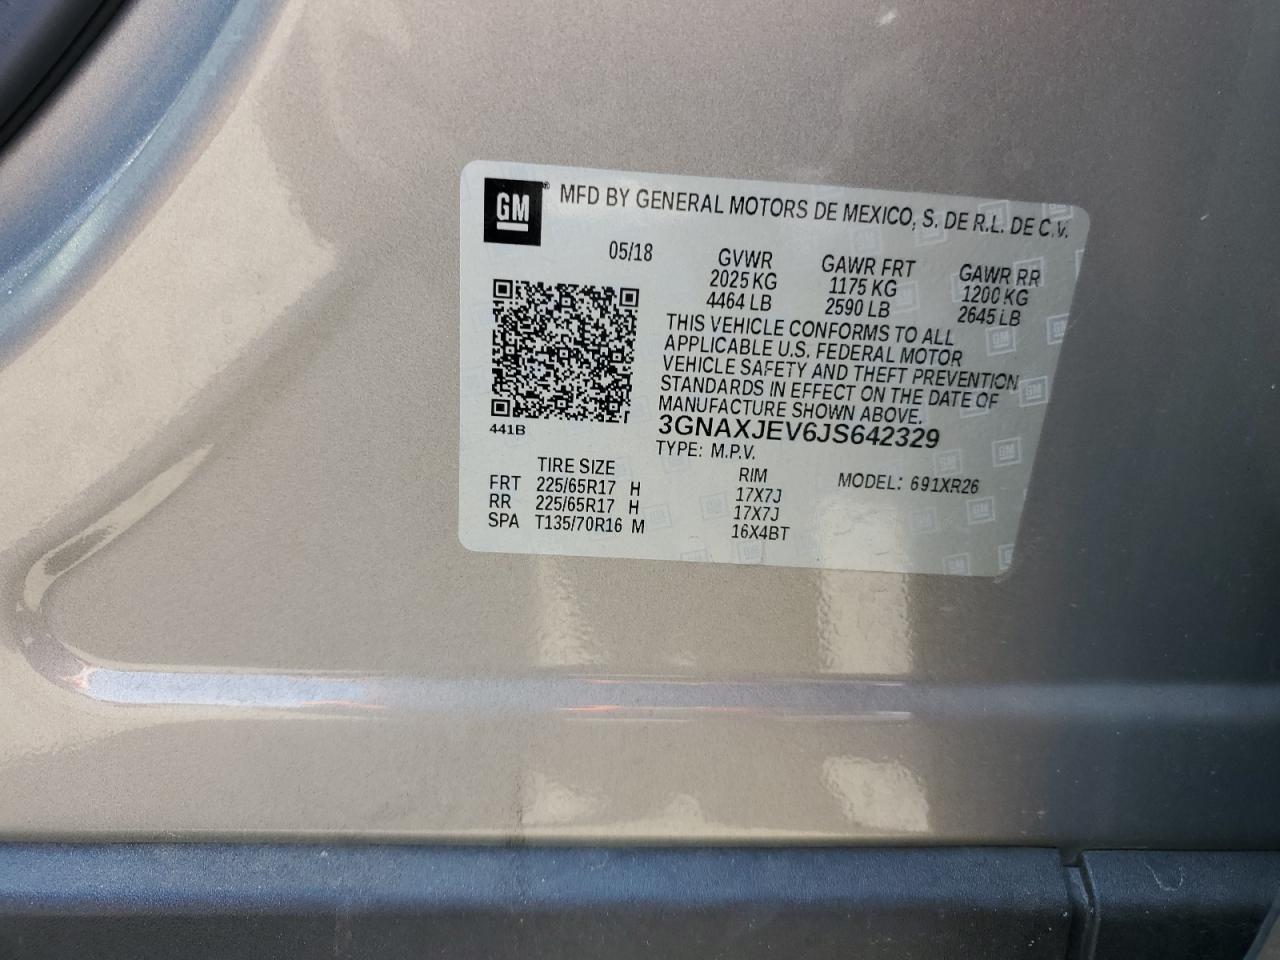 GM® MFD BY GENERAL MOTORS DE MEXICO, S. DE R.L. DE C.V.
05/18 GVWR GAWR FRT GAWR RR
2025 KG 1175 KG 1200 KG
4464 LB 2590 LB 2645 LB
THIS VEHICLE CONFORMS TO ALL
APPLICABLE U.S. FEDERAL MOTOR
VEHICLE SAFETY AND THEFT PREVENTION
STANDARDS IN EFFECT ON THE DATE OF
MANUFACTURE SHOWN ABOVE.
441B 3GNAXJEV6JS642329
TYPE: M.P.V.
TIRE SIZE RIM MODEL: 691XR26
FRT 225/65R17 H 17X7J
RR 225/65R17 H 17X7J
SPA T135/70R16 M 16X4BT